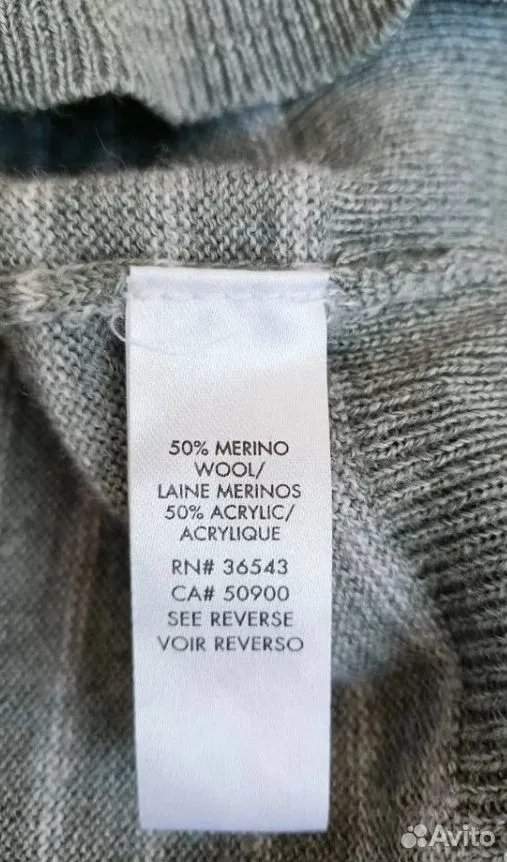 50% MERINO
WOOL/
LAINE MERINOS
50% ACRYLIC/
ACRYLIQUE
RN# 36543
CA# 50900
SEE REVERSE
VOIR REVERSO
Avito